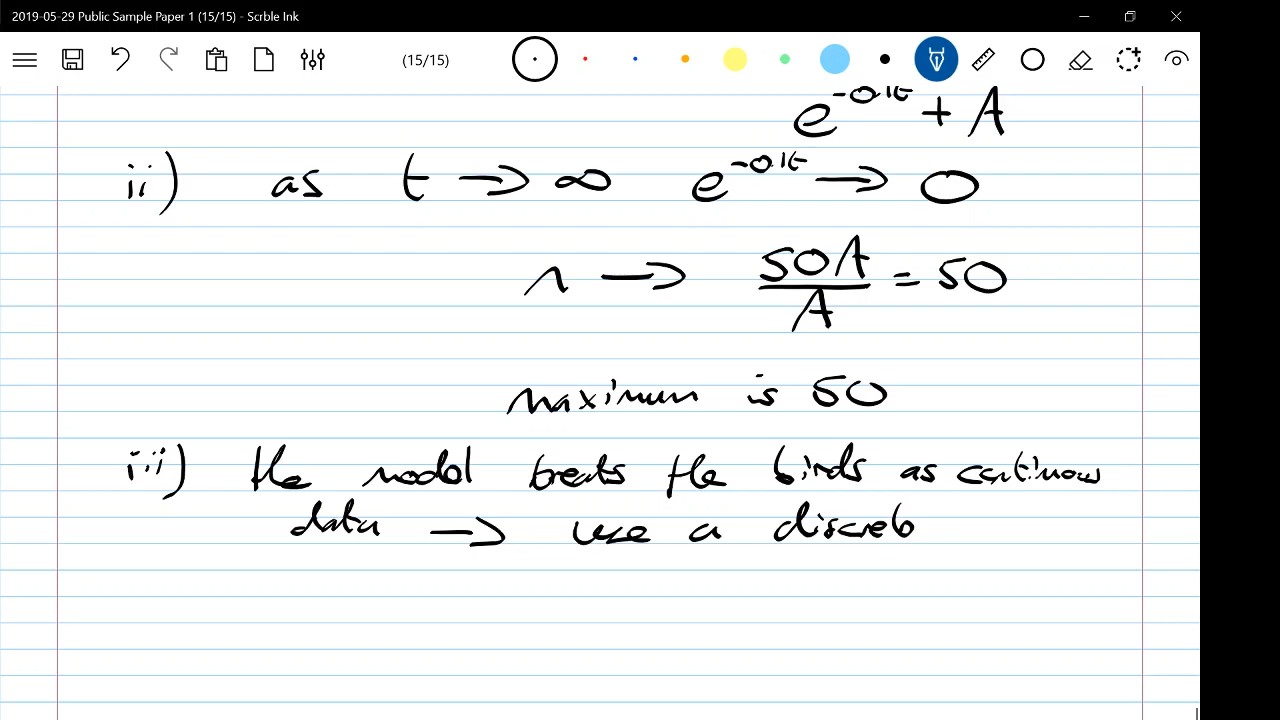 2019-05-29 Public Sample Paper 1 (15/15) - Scrble Ink
(15/15)
e^{-0.1t} + A
ii) as t → ∞ e^{-0.1t} → 0
n → 50A/A = 50
maximum is 50
iii) the model treats the birds as continuous
data → use a discrete